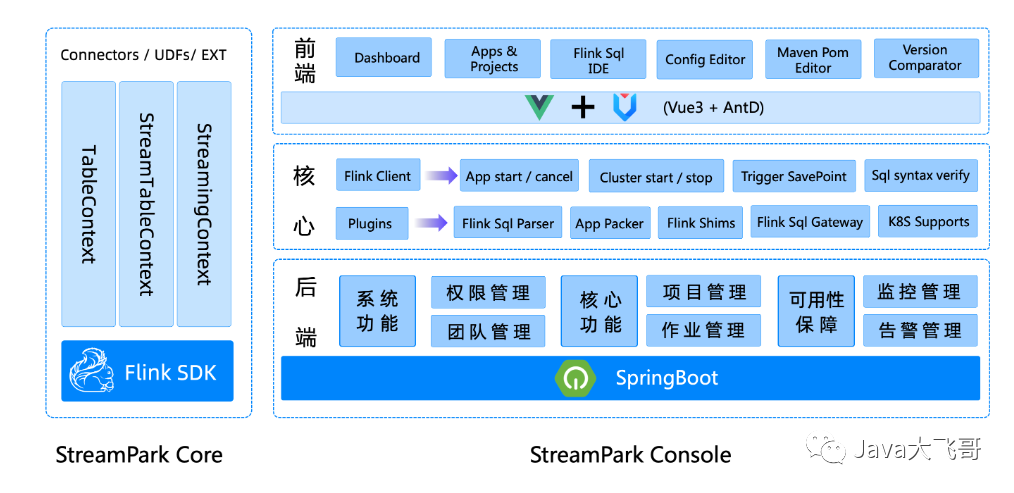 Connectors / UDFs/ EXT
TableContext
StreamTableContext
StreamingContext
Flink SDK
StreamPark Core
前
端
Dashboard
Apps &
Projects
Flink Sql
IDE
Config Editor
Maven Pom
Editor
Version
Comparator
(Vue3 + AntD)
核
心
Flink Client
App start / cancel
Cluster start / stop
Trigger SavePoint
Sql syntax verify
Plugins
Flink Sql Parser
App Packer
Flink Shims
Flink Sql Gateway
K8S Supports
后
端
系统
功能
权限管理
团队管理
核心
功能
项目管理
作业管理
可用性
保障
监控管理
告警管理
SpringBoot
StreamPark Console
Java大飞哥